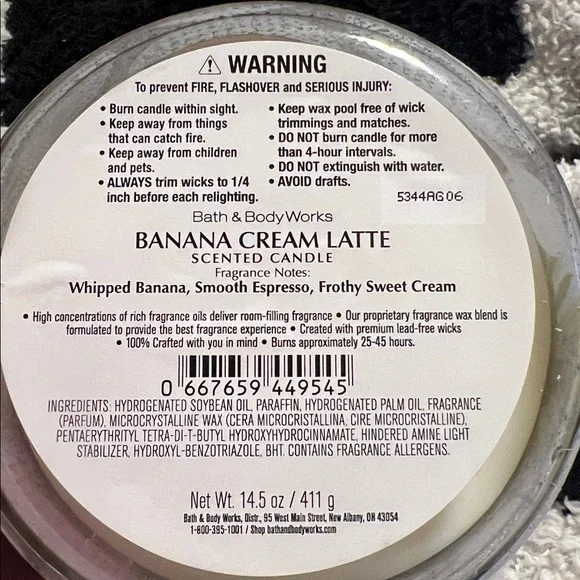 ⚠ WARNING
To prevent FIRE, FLASHOVER and SERIOUS INJURY:
• Burn candle within sight.
• Keep away from things
that can catch fire.
• Keep away from children
and pets.
• ALWAYS trim wicks to 1/4
inch before each relighting.
• Keep wax pool free of wick
trimmings and matches.
• DO NOT burn candle for more
than 4-hour intervals.
• DO NOT extinguish with water.
• AVOID drafts.
5344AG06
Bath & Body Works
BANANA CREAM LATTE
SCENTED CANDLE
Fragrance Notes:
Whipped Banana, Smooth Espresso, Frothy Sweet Cream
• High concentrations of rich fragrance oils deliver room-filling fragrance • Our proprietary fragrance wax blend is
formulated to provide the best fragrance experience • Created with premium lead-free wicks
• 100% Crafted with you in mind • Burns approximately 25-45 hours.
0 667659 449545
INGREDIENTS: HYDROGENATED SOYBEAN OIL, PARAFFIN, HYDROGENATED PALM OIL, FRAGRANCE
(PARFUM), MICROCRYSTALLINE WAX (CERA MICROCRISTALLINA, CIRE MICROCRISTALLINE),
PENTAERYTHRITYL TETRA-DI-T-BUTYL HYDROXYHYDROCINNAMATE, HINDERED AMINE LIGHT
STABILIZER, HYDROXYL-BENZOTRIAZOLE, BHT. CONTAINS FRAGRANCE ALLERGENS.
Net Wt. 14.5 oz / 411 g
Bath & Body Works, Distr., 95 West Main Street, New Albany, OH 43054
1-800-395-1001 / Shop bathandbodyworks.com